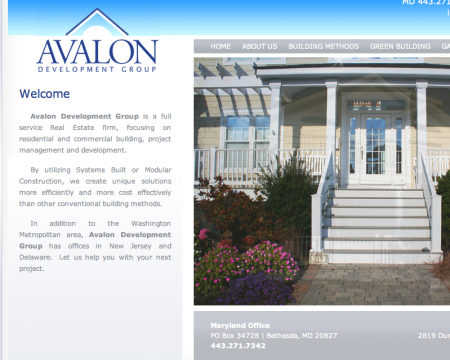 MD 443.271
AVALON
DEVELOPMENT GROUP
HOME ABOUT US BUILDING METHODS GREEN BUILDING GA
Welcome
Avalon Development Group is a full
service Real Estate firm, focusing on
residential and commercial building, project
management and development.
By utilizing Systems Built or Modular
Construction, we create unique solutions
more efficiently and more cost effectively
than other conventional building methods.
In addition to the Washington
Metropolitan area, Avalon Development
Group has offices in New Jersey and
Delaware. Let us help you with your next
project.
Maryland Office
PO Box 34728 | Bethesda, MD 20827
443.271.7342
2819 Dun